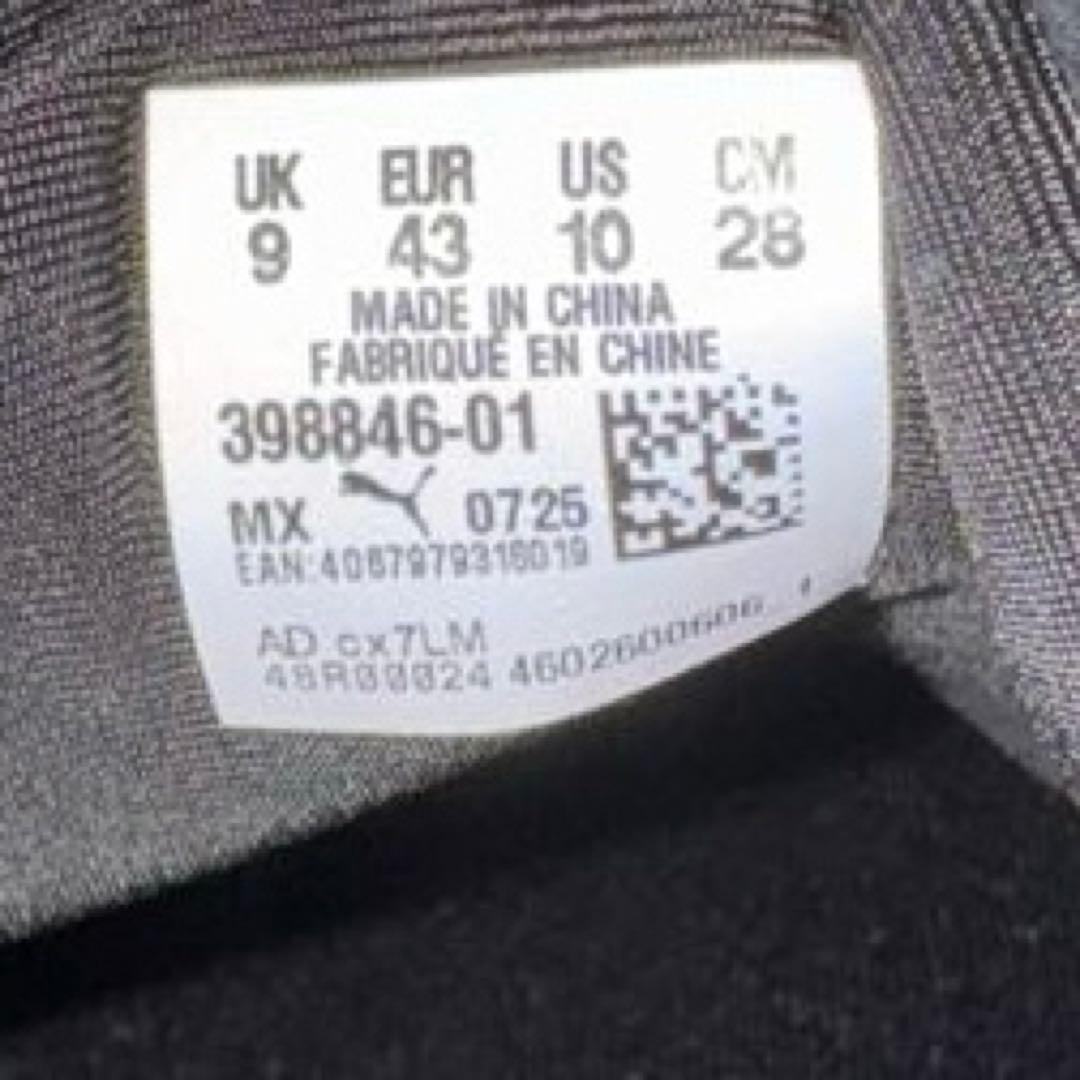 UK EUR US CM
9 43 10 28
MADE IN CHINA
FABRIQUÉ EN CHINE
398846-01
MX 0725
EAN:4067979316019
AD cx7LM
48R00024 4602600606 1